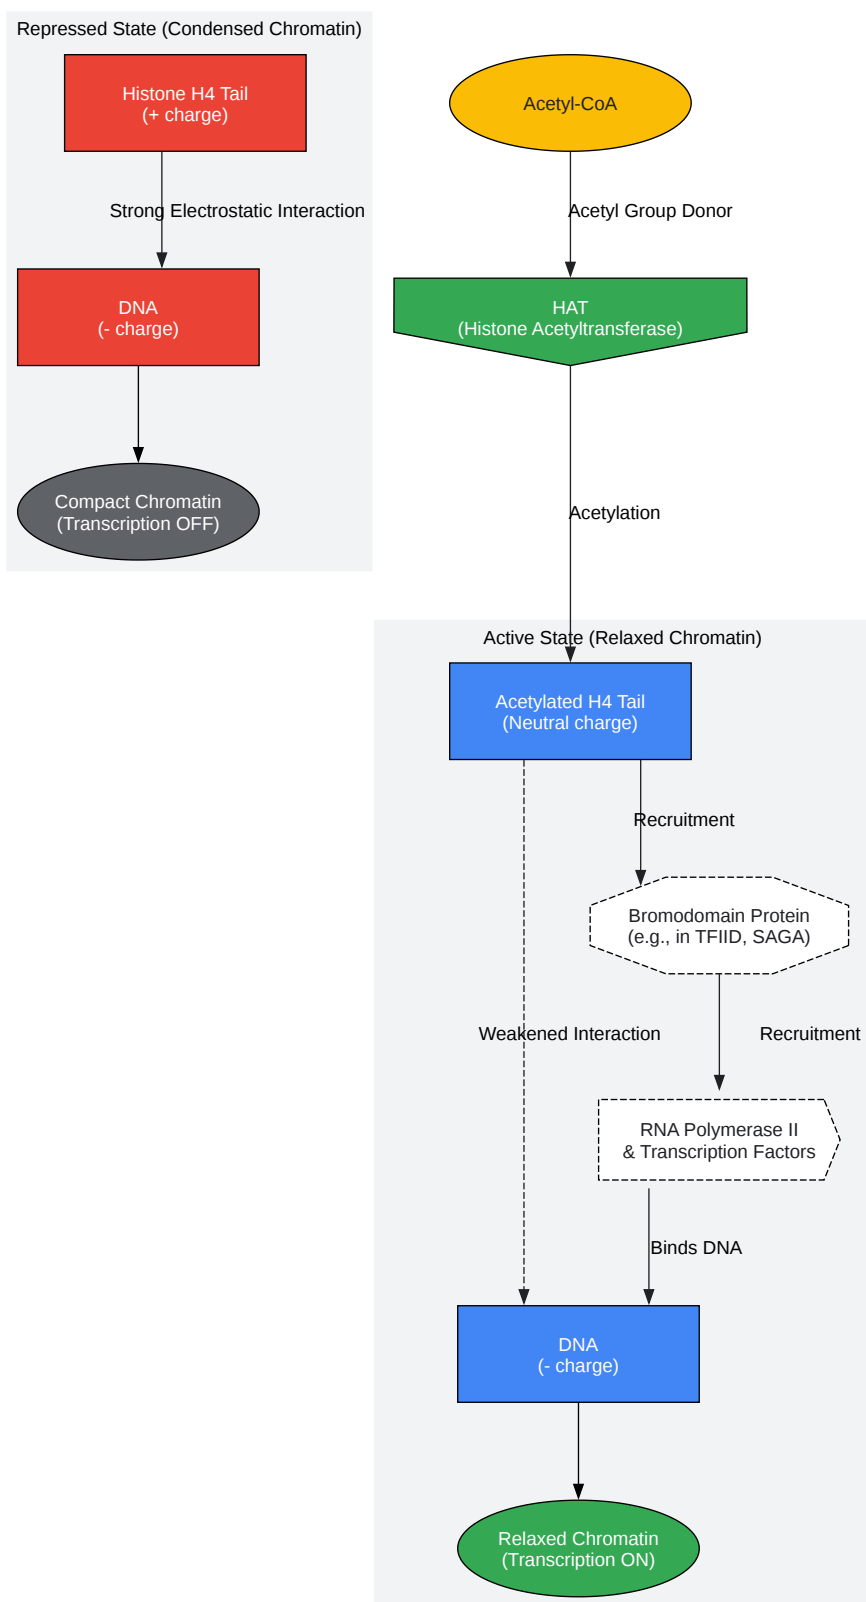 Repressed State (Condensed Chromatin)
Histone H4 Tail
(+ charge)
Strong Electrostatic Interaction
DNA
(- charge)
Compact Chromatin
(Transcription OFF)
Acetyl-CoA
Acetyl Group Donor
HAT
(Histone Acetyltransferase)
Acetylation
Active State (Relaxed Chromatin)
Acetylated H4 Tail
(Neutral charge)
Recruitment
Bromodomain Protein
(e.g., in TFIID, SAGA)
Weakened Interaction
Recruitment
RNA Polymerase II
& Transcription Factors
Binds DNA
DNA
(- charge)
Relaxed Chromatin
(Transcription ON)